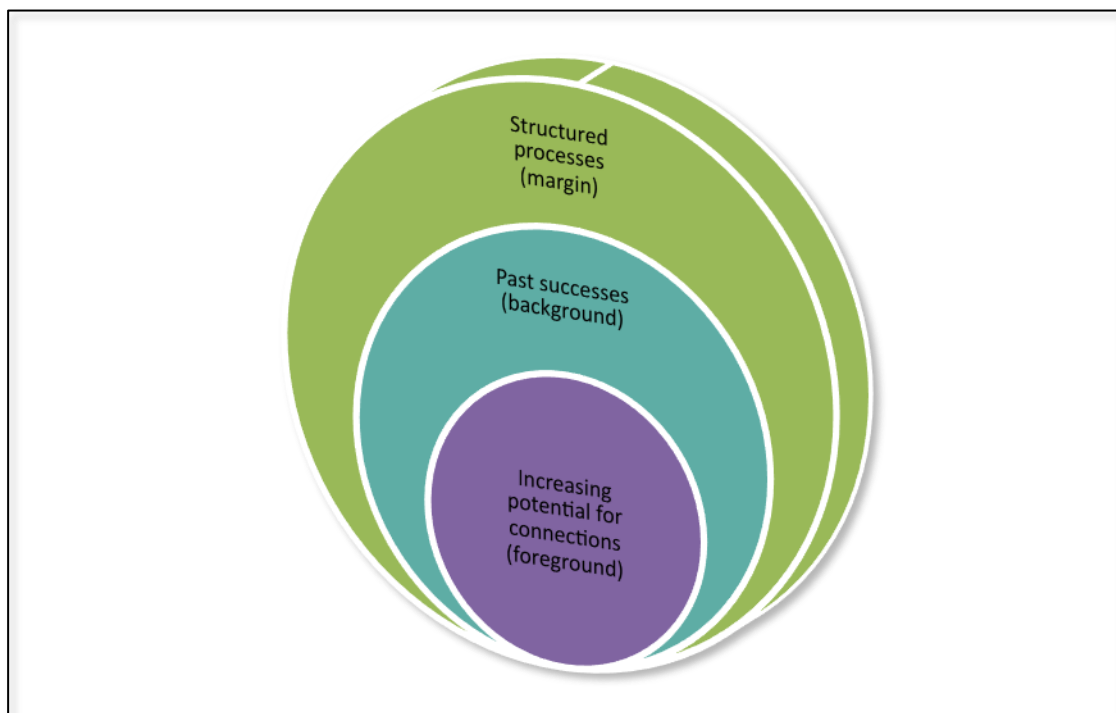 Structured
processes
(margin)
Past successes
(background)
Increasing
potential for
connections
(foreground)